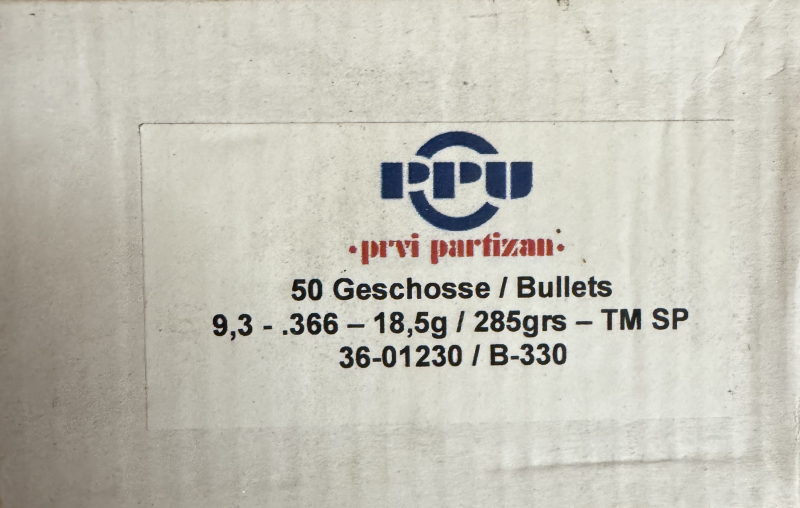 PPU
·prvi partizan·
50 Geschosse / Bullets
9,3 - .366 – 18,5g / 285grs – TM SP
36-01230 / B-330